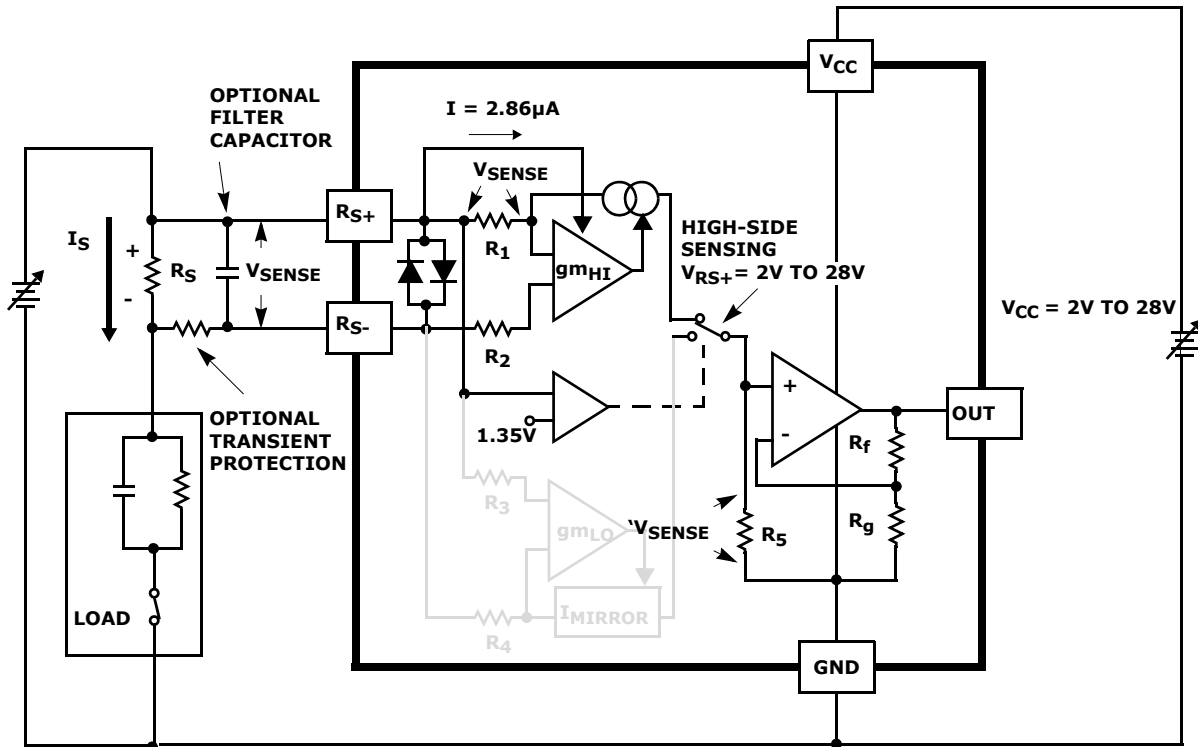 VCC
OPTIONAL
FILTER
CAPACITOR
I = 2.86µA
VSENSE
RS+
R1
gmHI
HIGH-SIDE
SENSING
VRS+ = 2V TO 28V
IS
+
RS
-
VSENSE
VCC = 2V TO 28V
RS-
R2
OPTIONAL
TRANSIENT
PROTECTION
1.35V
+
-
OUT
Rf
R3
gmLO
'VSENSE
R5
Rg
LOAD
R4
IMIRROR
GND